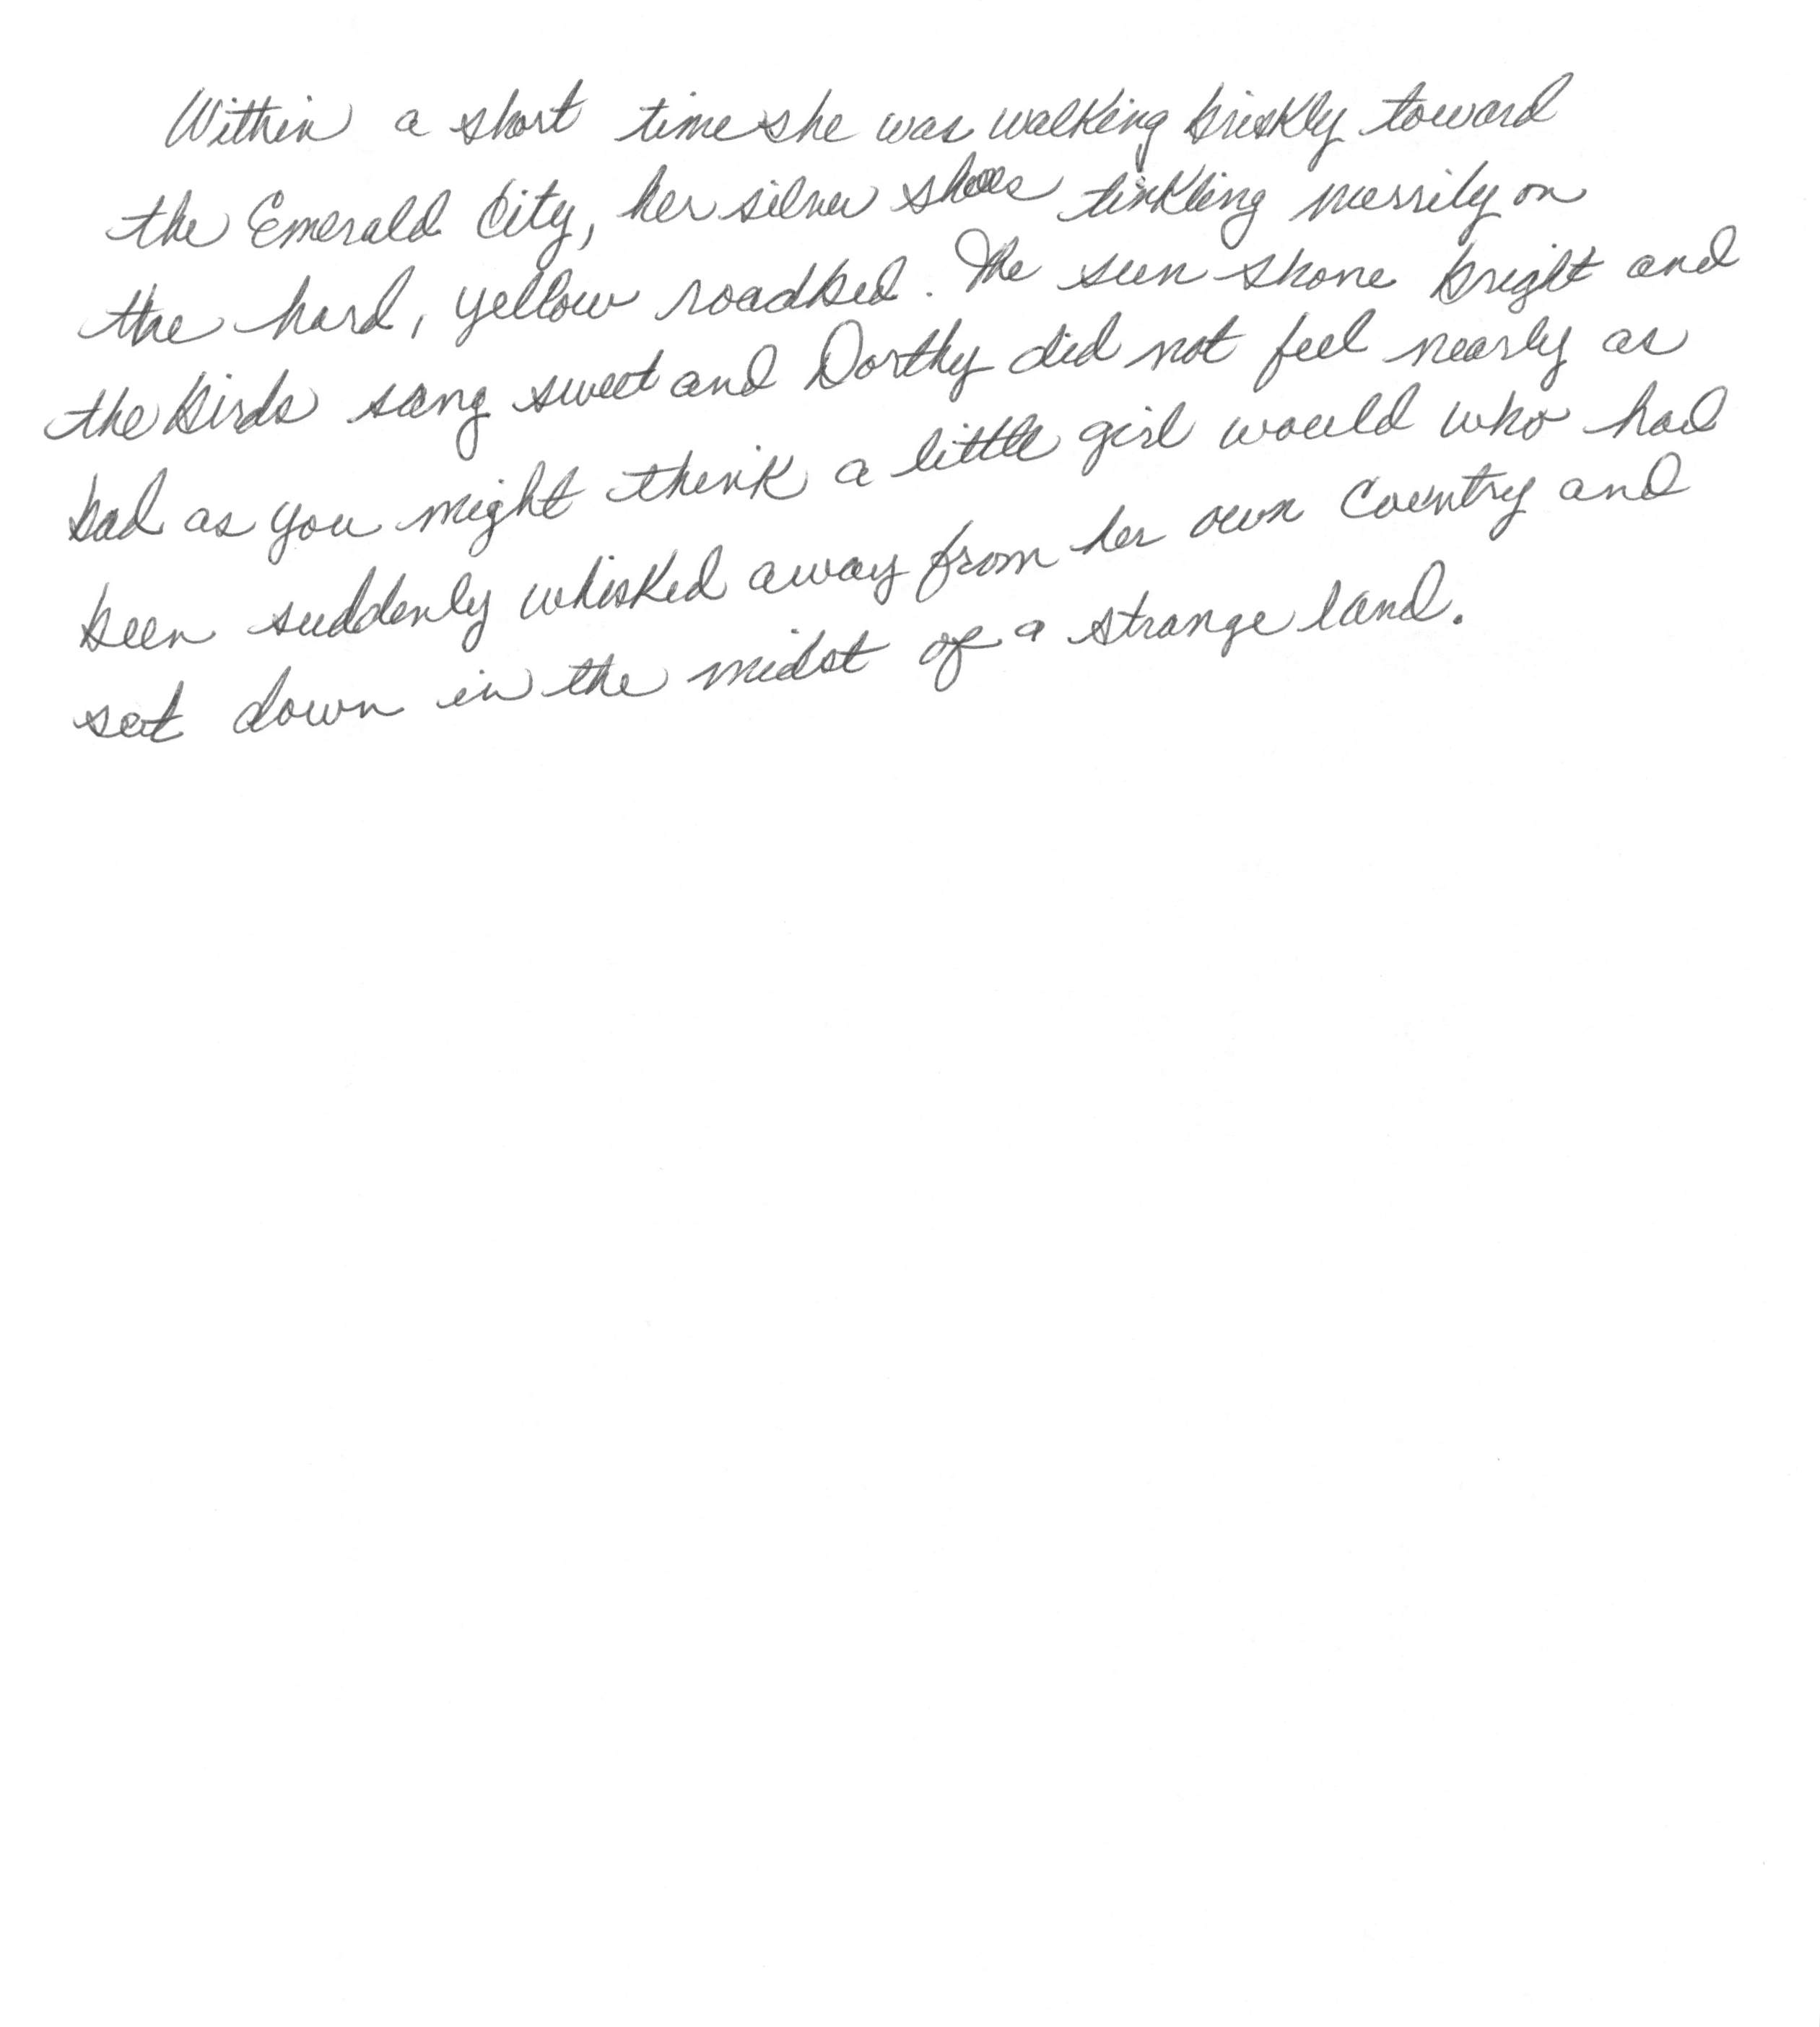 Within a short time she was walking briskly toward
the Emerald City, her silver shoes tinkling merrily on
the hard, yellow roadbed. The sun shone bright and
the birds sang sweet and Dorthy did not feel nearly as
bad as you might think a little girl would who had
been suddenly whisked away from her own country and
set down in the midst of a strange land.